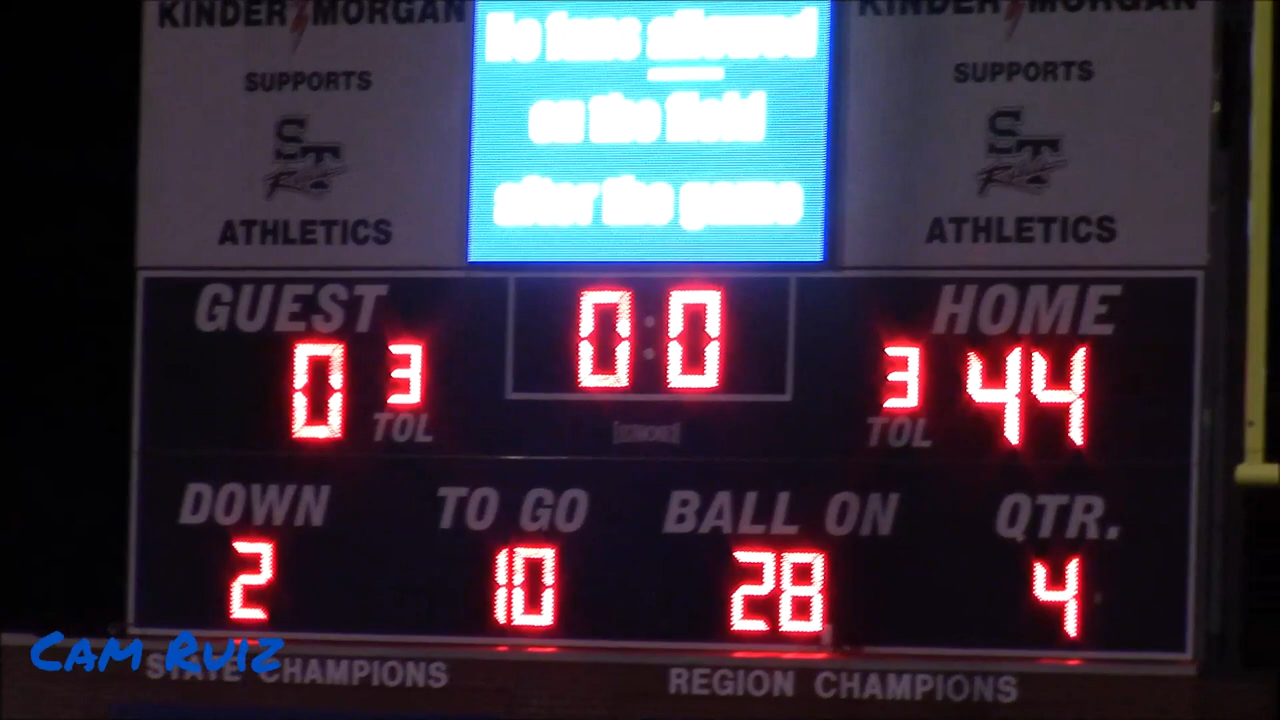 KINDER MORGAN
SUPPORTS
ST
ATHLETICS
No fans allowed
on the field
after the game
KINDER MORGAN
SUPPORTS
ST
ATHLETICS
GUEST
0 3
TOL
0:0
HOME
3 44
TOL
DOWN
2
TO GO
10
BALL ON
28
QTR.
4
Cam Ruiz
STATE CHAMPIONS
REGION CHAMPIONS